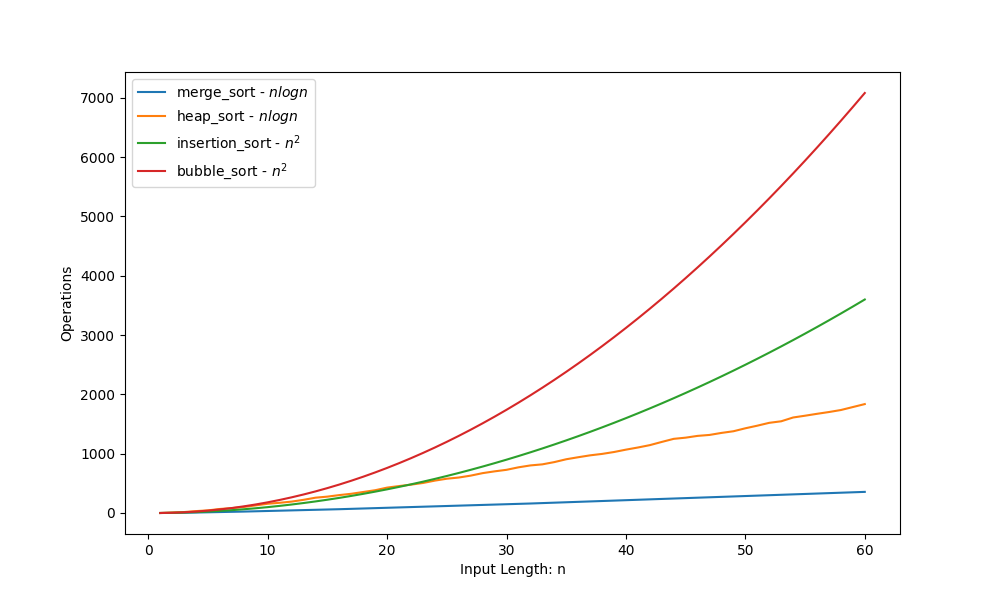 merge_sort - nlogn
heap_sort - nlogn
insertion_sort - n²
bubble_sort - n²
7000
6000
5000
4000
3000
2000
1000
0
Operations
0 10 20 30 40 50 60
Input Length: n